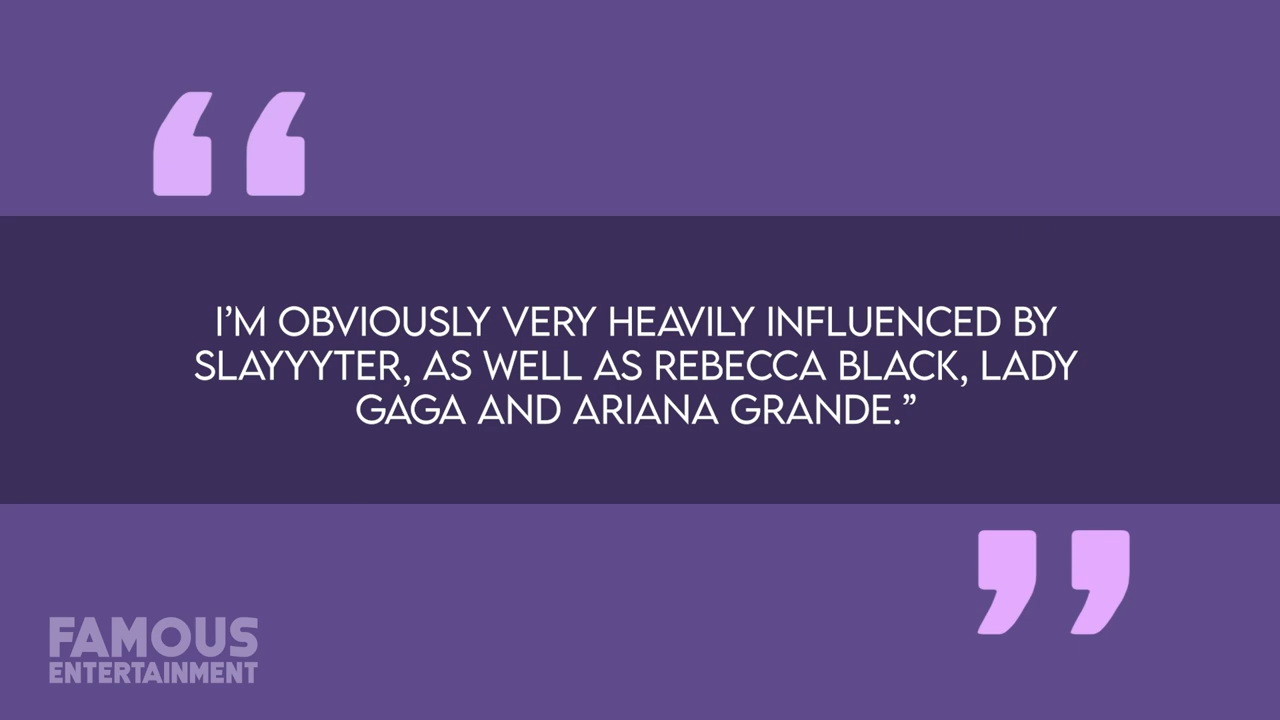 I’M OBVIOUSLY VERY HEAVILY INFLUENCED BY
SLAYYYTER, AS WELL AS REBECCA BLACK, LADY
GAGA AND ARIANA GRANDE.”
FAMOUS
ENTERTAINMENT